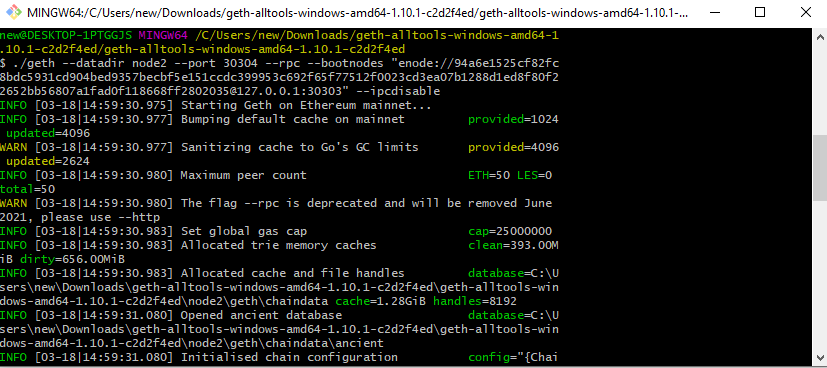 MINGW64:/C/Users/new/Downloads/geth-alltools-windows-amd64-1.10.1-c2d2f4ed/geth-alltools-windows-amd64-1.10.1-...
new@DESKTOP-1PTGGJS MINGW64 /C/Users/new/Downloads/geth-alltools-windows-amd64-1
.10.1-c2d2f4ed/geth-alltools-windows-amd64-1.10.1-c2d2f4ed
$ ./geth --datadir node2 --port 30304 --rpc --bootnodes "enode://94a6e1525cf82fc
8bdc5931cd904bed9357becbf5e151ccdc399953c692f65f77512f0023cd3ea07b1288d1ed8f80f2
2652bb56807a1fad0f118668ff2802035@127.0.0.1:30303" --ipcdisable
INFO [03-18|14:59:30.975] Starting Geth on Ethereum mainnet...
INFO [03-18|14:59:30.977] Bumping default cache on mainnet provided=1024
updated=4096
WARN [03-18|14:59:30.977] Sanitizing cache to Go's GC limits provided=4096
updated=2624
INFO [03-18|14:59:30.980] Maximum peer count ETH=50 LES=0
total=50
WARN [03-18|14:59:30.980] The flag --rpc is deprecated and will be removed June
2021, please use --http
INFO [03-18|14:59:30.983] Set global gas cap cap=25000000
INFO [03-18|14:59:30.983] Allocated trie memory caches clean=393.00M
iB dirty=656.00MiB
INFO [03-18|14:59:30.983] Allocated cache and file handles database=C:\U
sers\new\Downloads\geth-alltools-windows-amd64-1.10.1-c2d2f4ed\geth-alltools-win
dows-amd64-1.10.1-c2d2f4ed\node2\geth\chaindata cache=1.28GiB handles=8192
INFO [03-18|14:59:31.080] Opened ancient database database=C:\U
sers\new\Downloads\geth-alltools-windows-amd64-1.10.1-c2d2f4ed\geth-alltools-win
dows-amd64-1.10.1-c2d2f4ed\node2\geth\chaindata\ancient
INFO [03-18|14:59:31.080] Initialised chain configuration config="{Chai